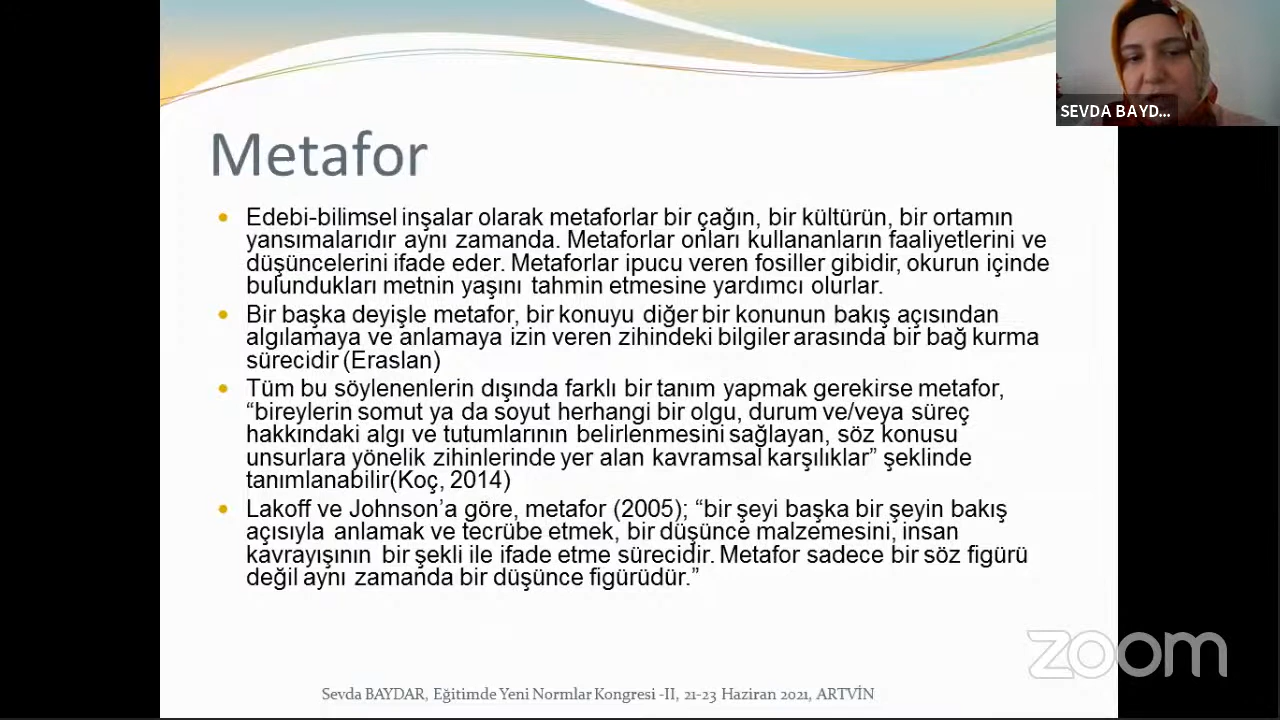 SEVDA BAYD...
Metafor
Edebi-bilimsel inşalar olarak metaforlar bir çağın, bir kültürün, bir ortamın
yansımalarıdır aynı zamanda. Metaforlar onları kullananların faaliyetlerini ve
düşüncelerini ifade eder. Metaforlar ipucu veren fosiller gibidir, okurun içinde
bulundukları metnin yaşını tahmin etmesine yardımcı olurlar.
Bir başka deyişle metafor, bir konuyu diğer bir konunun bakış açısından
algılamaya ve anlamaya izin veren zihindeki bilgiler arasında bir bağ kurma
sürecidir (Eraslan)
Tüm bu söylenenlerin dışında farklı bir tanım yapmak gerekirse metafor,
“bireylerin somut ya da soyut herhangi bir olgu, durum ve/veya süreç
hakkındaki algı ve tutumlarının belirlenmesini sağlayan, söz konusu
unsurlara yönelik zihinlerinde yer alan kavramsal karşılıklar” şeklinde
tanımlanabilir(Koç, 2014)
Lakoff ve Johnson’a göre, metafor (2005); “bir şeyi başka bir şeyin bakış
açısıyla anlamak ve tecrübe etmek, bir düşünce malzemesini, insan
kavrayışının bir şekli ile ifade etme sürecidir. Metafor sadece bir söz figürü
değil aynı zamanda bir düşünce figürüdür.”
zoom
Sevda BAYDAR, Eğitimde Yeni Normlar Kongresi -II, 21-23 Haziran 2021, ARTVİN